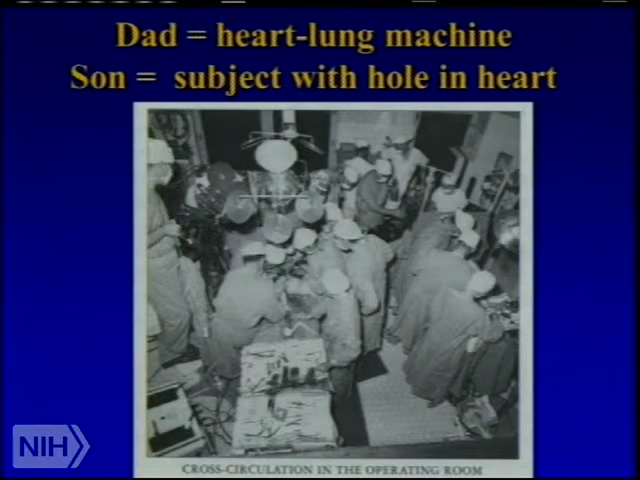 Dad = heart-lung machine
Son = subject with hole in heart
CROSS-CIRCULATION IN THE OPERATING ROOM
NIH